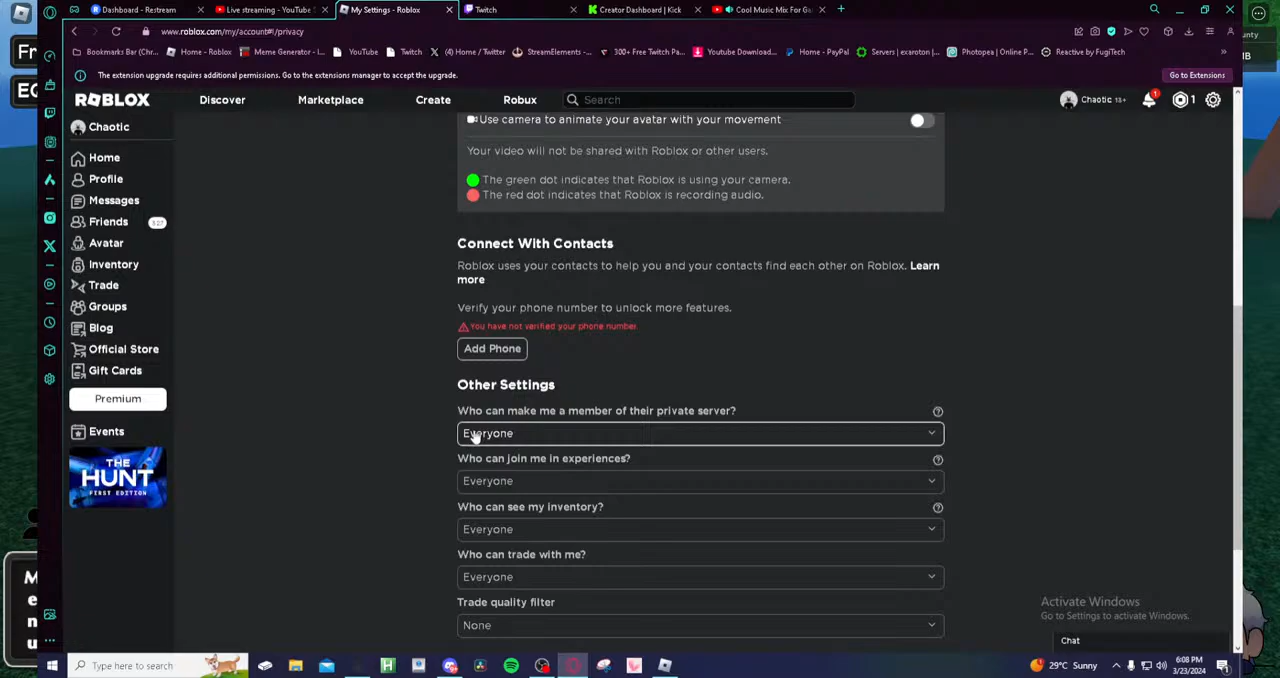 Dashboard - Restream
Live streaming - YouTube S
My Settings - Roblox
Twitch
Creator Dashboard | Kick
Cool Music Mix For Ga
www.roblox.com/my/account#!/privacy
Bookmarks Bar (Chr...
Home - Roblox
Meme Generator - I...
YouTube
Twitch
(4) Home / Twitter
StreamElements -...
300+ Free Twitch Pa...
Youtube Download...
Home - PayPal
Servers | exaroton |...
Photopea | Online P...
Reactive by FugiTech
The extension upgrade requires additional permissions. Go to the extensions manager to accept the upgrade.
Go to Extensions
ROBLOX
Discover
Marketplace
Create
Robux
Search
Chaotic 13+
1
1
Chaotic
Home
Profile
Messages
Friends
Avatar
Inventory
Trade
Groups
Blog
Official Store
Gift Cards
Premium
Events
THE
HUNT
FIRST EDITION
Use camera to animate your avatar with your movement
Your video will not be shared with Roblox or other users.
The green dot indicates that Roblox is using your camera.
The red dot indicates that Roblox is recording audio.
Connect With Contacts
Roblox uses your contacts to help you and your contacts find each other on Roblox. Learn
more
Verify your phone number to unlock more features.
You have not verified your phone number
Add Phone
Other Settings
Who can make me a member of their private server?
Everyone
Who can join me in experiences?
Everyone
Who can see my inventory?
Everyone
Who can trade with me?
Everyone
Trade quality filter
None
Activate Windows
Go to Settings to activate Windows.
Chat
Type here to search
29°C Sunny
6:08 PM
3/23/2024